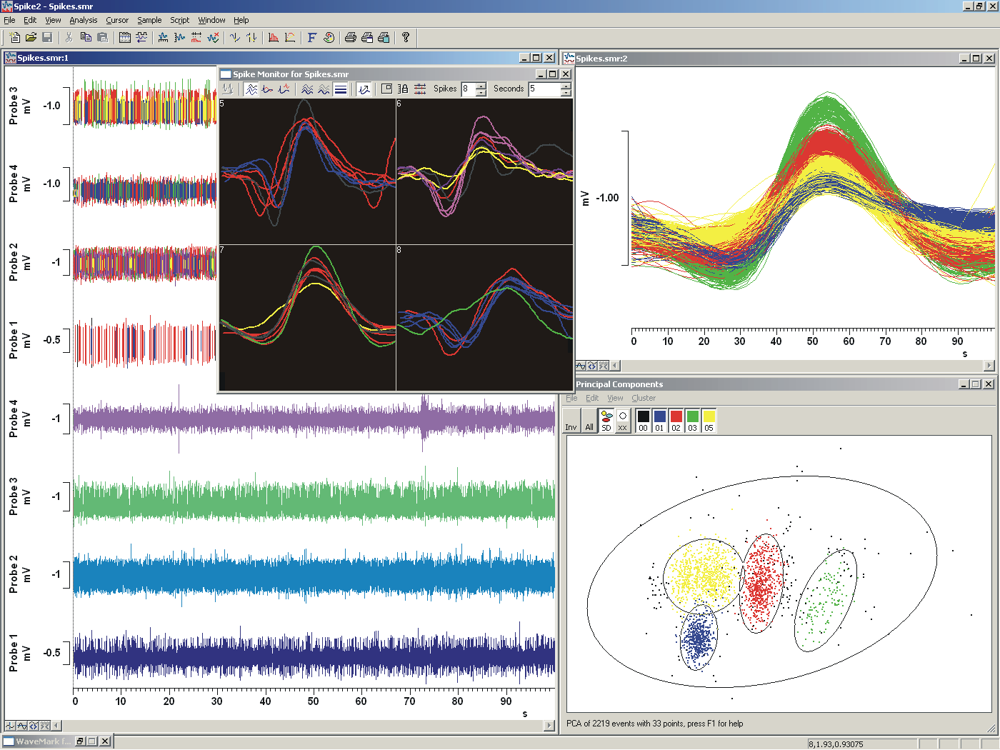 Spike2 - Spikes.smr
File Edit View Analysis Cursor Sample Script Window Help
Spikes.smr:1
Probe 3
mV
-1.0
Probe 4
mV
-1.0
Probe 2
mV
-1
Probe 1
mV
-0.5
Probe 4
mV
-1
Probe 3
mV
-1
Probe 2
mV
-1
Probe 1
mV
-0.5
0 10 20 30 40 50 60 70 80 90
s
Spike Monitor for Spikes.smr
Spikes 8 Seconds 5
5 6
7 8
Spikes.smr:2
mV
-1.00
0 10 20 30 40 50 60 70 80 90
s
Principal Components
File Edit View Cluster
Inv All SD xx 00 01 02 03 05
PCA of 2219 events with 33 points, press F1 for help
WaveMark f...
8,1.93,0.93075